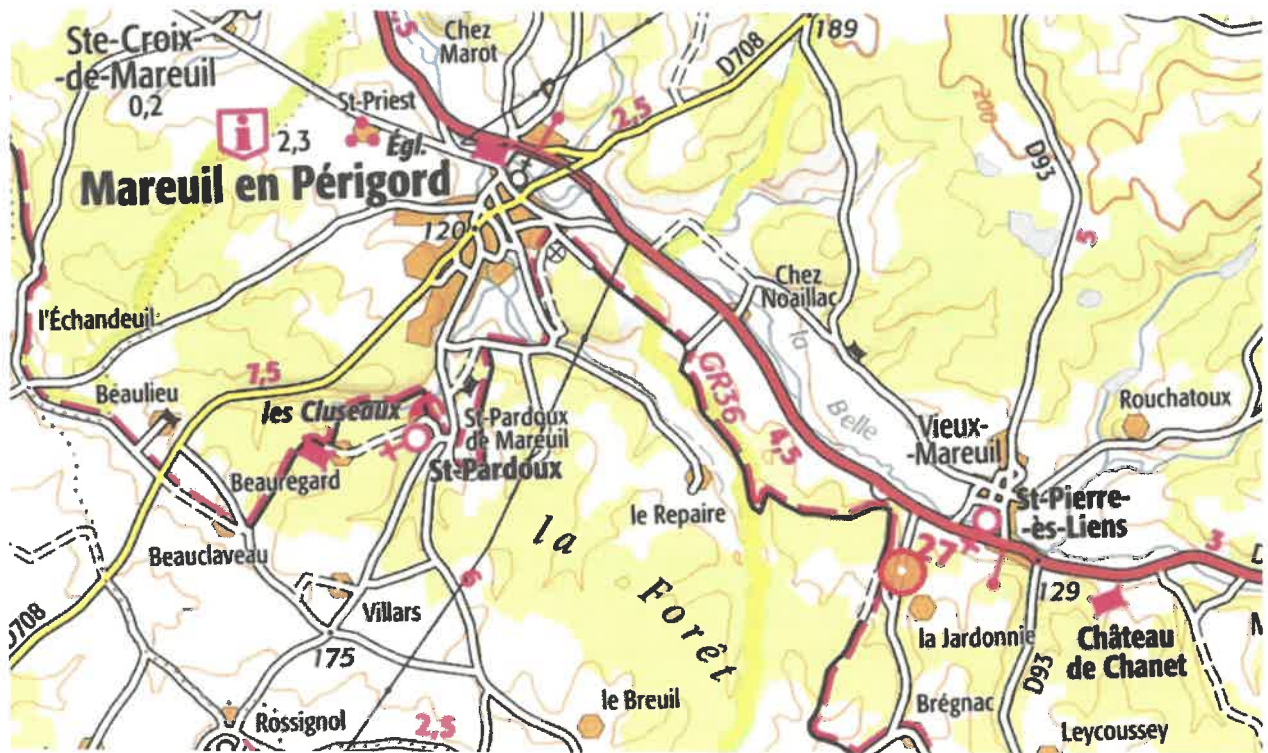 Ste-Croix-
-de-Mareuil
0,2
Chez
Marot
189
D708
St-Priest
2,5
200
D93
i
2,3
Égl.
Mareuil en Périgord
120
5
Chez
Noaillac
l'Échandeuil
la
Belle
7,5
Béaulieu
les Cluseaux
GR36
Rouchatoux
St-Pardoux
de Mareuil
St-Pardoux
4,5
Vieux-
-Mareuil
Beauregard
le Repaire
St-Pierre-
-ès-Liens
la
Forêt
Beauclaveau
27
3
6
129
D708
Villars
la Jardonnie
Château
de Chanet
175
D93
le Breuil
Brégnac
Rossignol
2,5
Leycoussey